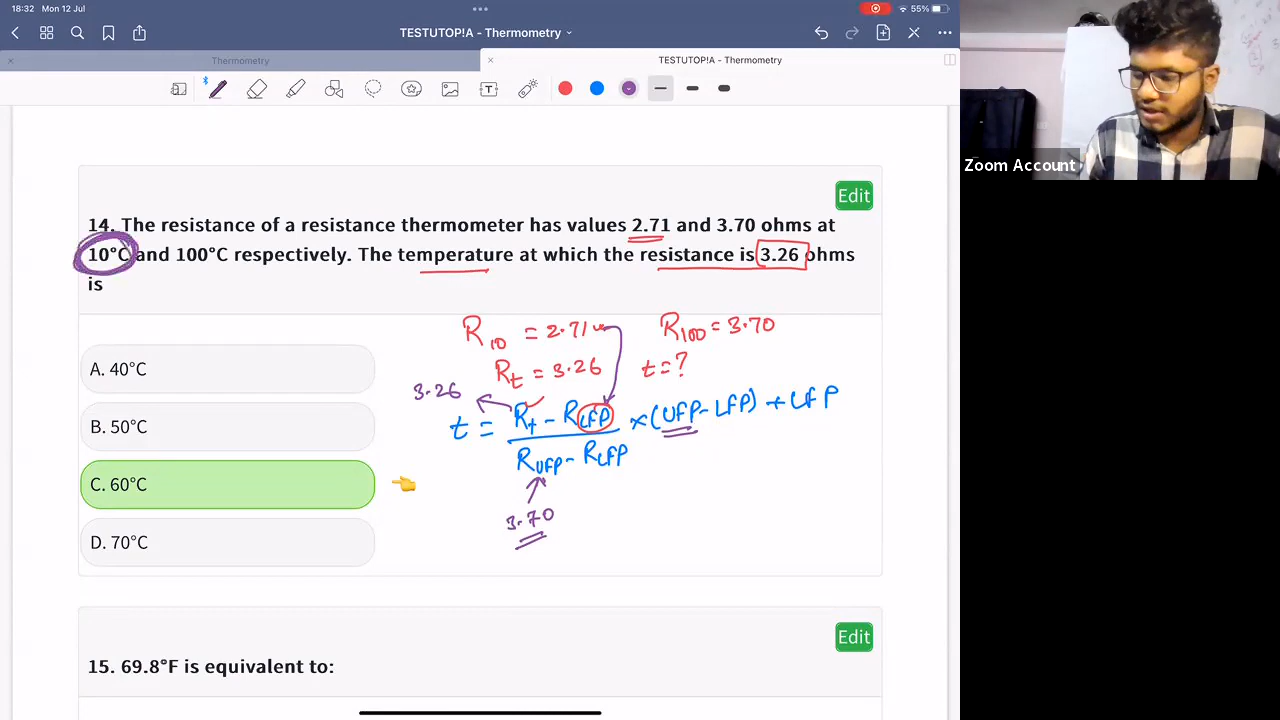 18:32 Mon 12 Jul
55%
TESTUTOP!A - Thermometry
Thermometry
TESTUTOP!A - Thermometry
Zoom Account
Edit
14. The resistance of a resistance thermometer has values 2.71 and 3.70 ohms at
10°C and 100°C respectively. The temperature at which the resistance is 3.26 ohms
is
R10 = 2.71 R100 = 3.70
Rt = 3.26 t = ?
A. 40°C
3.26
t = Rt - RLFP × (UFP - LFP) + LFP
RUFP - RLFP
B. 50°C
C. 60°C
3.70
D. 70°C
Edit
15. 69.8°F is equivalent to: